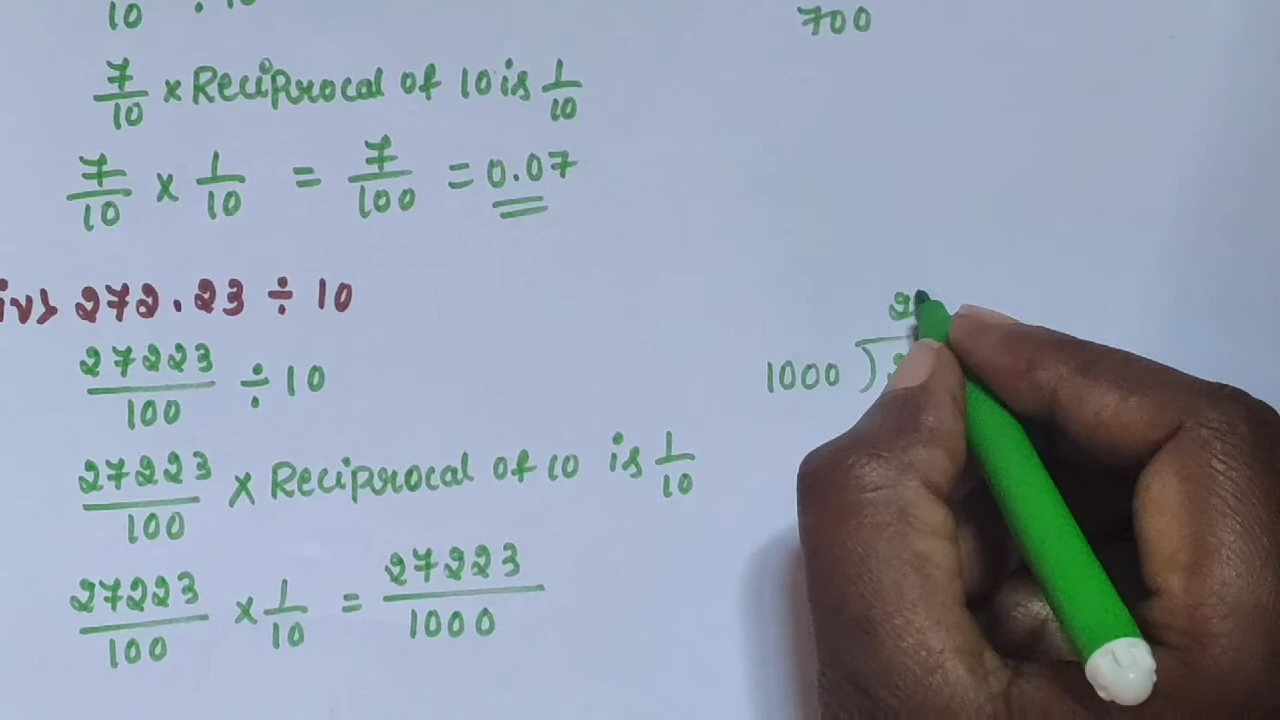 10
7/10 × Reciprocal of 10 is 1/10
7/10 × 1/10 = 7/100 = 0.07
iv) 272.23 ÷ 10
27223/100 ÷ 10
27223/100 × Reciprocal of 10 is 1/10
27223/100 × 1/10 = 27223/1000
700
2
1000)